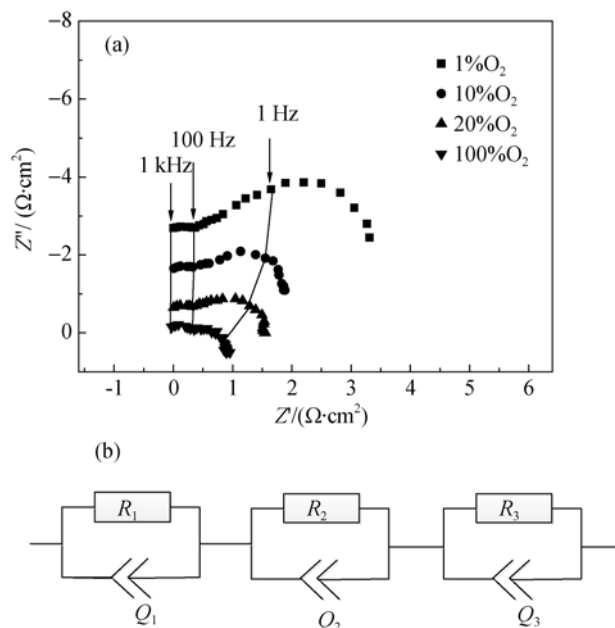 (a)
-8
-6
-4
-2
0
Z″/ (Ω·cm²)
1%O₂
10%O₂
20%O₂
100%O₂
1 Hz
100 Hz
1 kHz
-1 0 1 2 3 4 5 6
Z′/(Ω·cm²)
(b)
R₁ R₂ R₃
Q₁ Q₂ Q₃